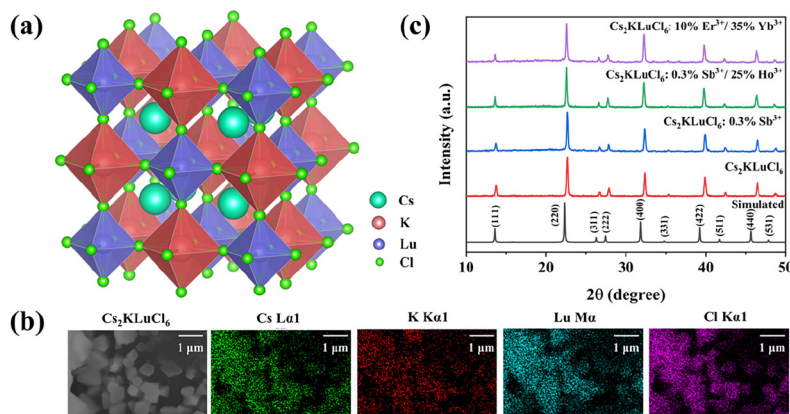 (a)
Cs
K
Lu
Cl
(c)
Cs₂KLuCl₆: 10% Er³⁺/ 35% Yb³⁺
Cs₂KLuCl₆: 0.3% Sb³⁺/ 25% Ho³⁺
Cs₂KLuCl₆: 0.3% Sb³⁺
Cs₂KLuCl₆
Simulated
(111)
(220)
(311)
(222)
(400)
(331)
(422)
(511)
(440)
(531)
Intensity (a.u.)
10 20 30 40 50
2θ (degree)
(b)
Cs₂KLuCl₆ Cs Lα1 K Kα1 Lu Mα Cl Kα1
1 μm 1 μm 1 μm 1 μm 1 μm